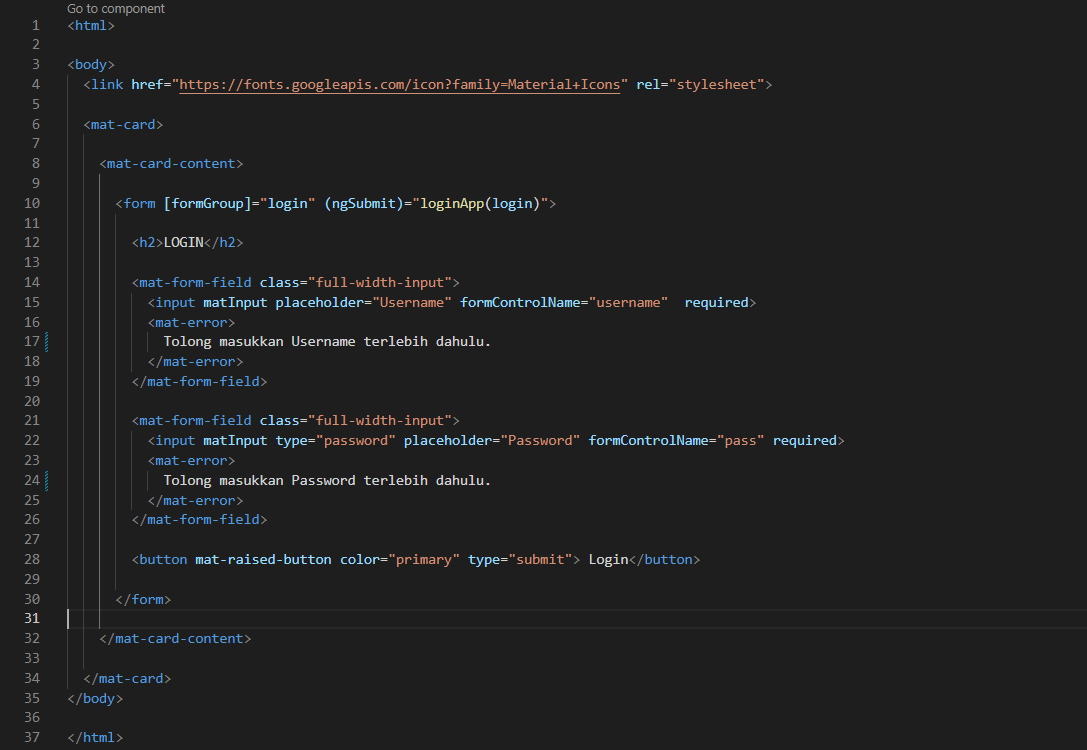 Go to component
1 <html>
2
3 <body>
4   <link href="https://fonts.googleapis.com/icon?family=Material+Icons" rel="stylesheet">
5
6   <mat-card>
7
8     <mat-card-content>
9
10       <form [formGroup]="login" (ngSubmit)="loginApp(login)">
11
12         <h2>LOGIN</h2>
13
14         <mat-form-field class="full-width-input">
15           <input matInput placeholder="Username" formControlName="username"  required>
16           <mat-error>
17             Tolong masukkan Username terlebih dahulu.
18           </mat-error>
19         </mat-form-field>
20
21         <mat-form-field class="full-width-input">
22           <input matInput type="password" placeholder="Password" formControlName="pass" required>
23           <mat-error>
24             Tolong masukkan Password terlebih dahulu.
25           </mat-error>
26         </mat-form-field>
27
28         <button mat-raised-button color="primary" type="submit"> Login</button>
29
30       </form>
31
32     </mat-card-content>
33
34   </mat-card>
35 </body>
36
37 </html>